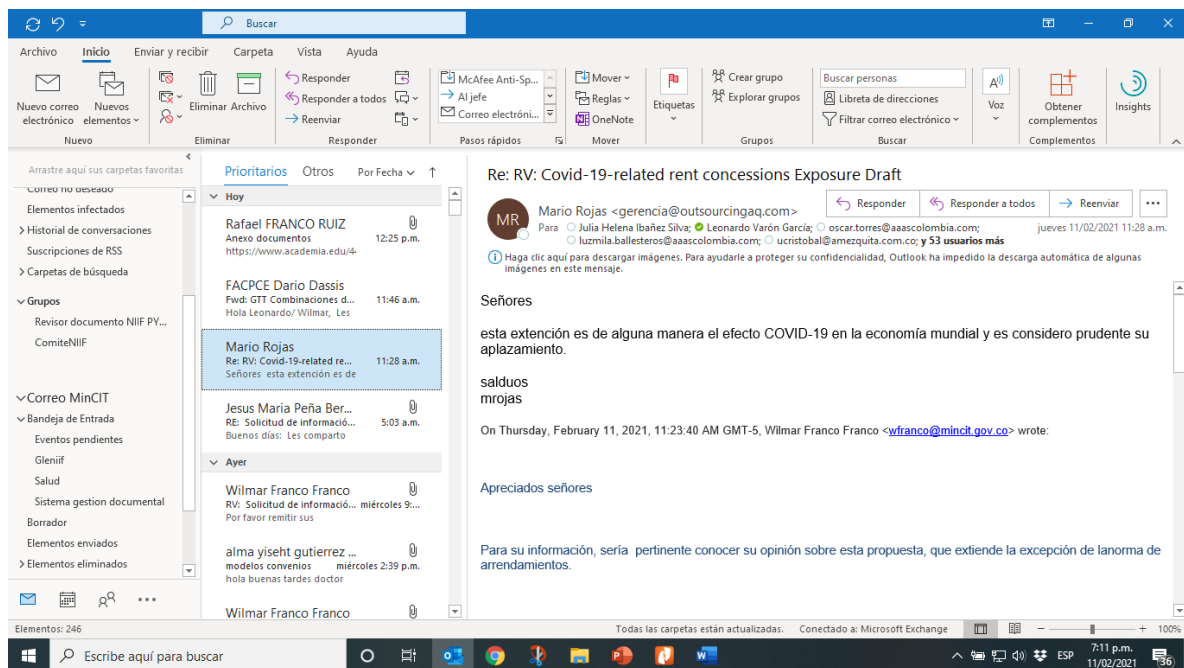 Buscar
Archivo Inicio Enviar y recibir Carpeta Vista Ayuda
Nuevo correo electrónico
Nuevos elementos
Nuevo
Eliminar Archivo
Eliminar
Responder
Responder a todos
Reenviar
Responder
McAfee Anti-Sp...
Al jefe
Correo electróni...
Pasos rápidos
Mover
Reglas
OneNote
Mover
Etiquetas
Crear grupo
Explorar grupos
Grupos
Buscar personas
Libreta de direcciones
Filtrar correo electrónico
Buscar
A
Voz
Obtener complementos
Complementos
Insights
Arrastre aquí sus carpetas favoritas
Correo no deseado
Elementos infectados
Historial de conversaciones
Suscripciones de RSS
Carpetas de búsqueda
Grupos
Revisor documento NIIF PY...
ComiteNIIF
Correo MinCIT
Bandeja de Entrada
Eventos pendientes
Gleniif
Salud
Sistema gestion documental
Borrador
Elementos enviados
Elementos eliminados
Prioritarios Otros Por Fecha
Hoy
Rafael FRANCO RUIZ
Anexo documentos 12:25 p.m.
https://www.academia.edu/4
FACPCE Dario Dassis
Fwd: GTT Combinaciones d... 11:46 a.m.
Hola Leonardo/ Wilmar, Les
Mario Rojas
Re: RV: Covid-19-related re... 11:28 a.m.
Señores esta extención es de
Jesus Maria Peña Ber...
RE: Solicitud de informació... 5:03 a.m.
Buenos días: Les comparto
Ayer
Wilmar Franco Franco
RV: Solicitud de informació... miércoles 9:...
Por favor remitir sus
alma yiseht gutierrez ...
modelos convenios miércoles 2:39 p.m.
hola buenas tardes doctor
Wilmar Franco Franco
Re: RV: Covid-19-related rent concessions Exposure Draft
MR
Mario Rojas <gerencia@outsourcingaq.com>
Responder Responder a todos Reenviar ...
Para Julia Helena Ibañez Silva; Leonardo Varón García; oscar.torres@aaascolombia.com;
jueves 11/02/2021 11:28 a.m.
luzmila.ballesteros@aaascolombia.com; ucristobal@amezquita.com.co; y 53 usuarios más
Haga clic aquí para descargar imágenes. Para ayudarle a proteger su confidencialidad, Outlook ha impedido la descarga automática de algunas
imágenes en este mensaje.
Señores
esta extención es de alguna manera el efecto COVID-19 en la economía mundial y es considero prudente su
aplazamiento.
salduos
mrojas
On Thursday, February 11, 2021, 11:23:40 AM GMT-5, Wilmar Franco Franco <wfranco@mincit.gov.co> wrote:
Apreciados señores
Para su información, sería pertinente conocer su opinión sobre esta propuesta, que extiende la excepción de lanorma de
arrendamientos.
Elementos: 246
Todas las carpetas están actualizadas. Conectado a: Microsoft Exchange
100%
Escribe aquí para buscar
ESP
7:11 p.m.
11/02/2021
36